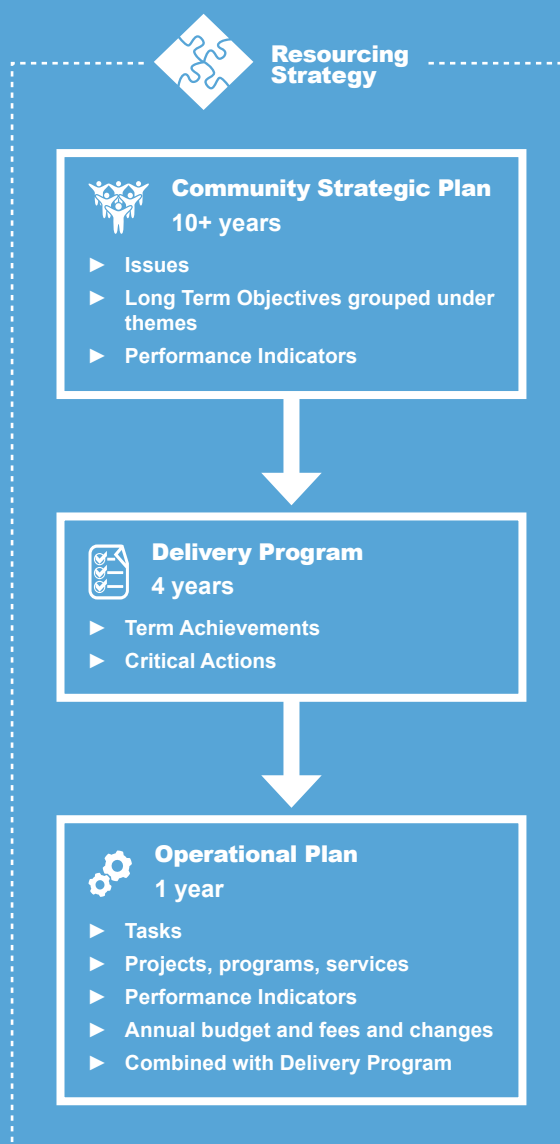 Resourcing
Strategy
Community Strategic Plan
10+ years
► Issues
► Long Term Objectives grouped under
themes
► Performance Indicators
Delivery Program
4 years
► Term Achievements
► Critical Actions
Operational Plan
1 year
► Tasks
► Projects, programs, services
► Performance Indicators
► Annual budget and fees and changes
► Combined with Delivery Program